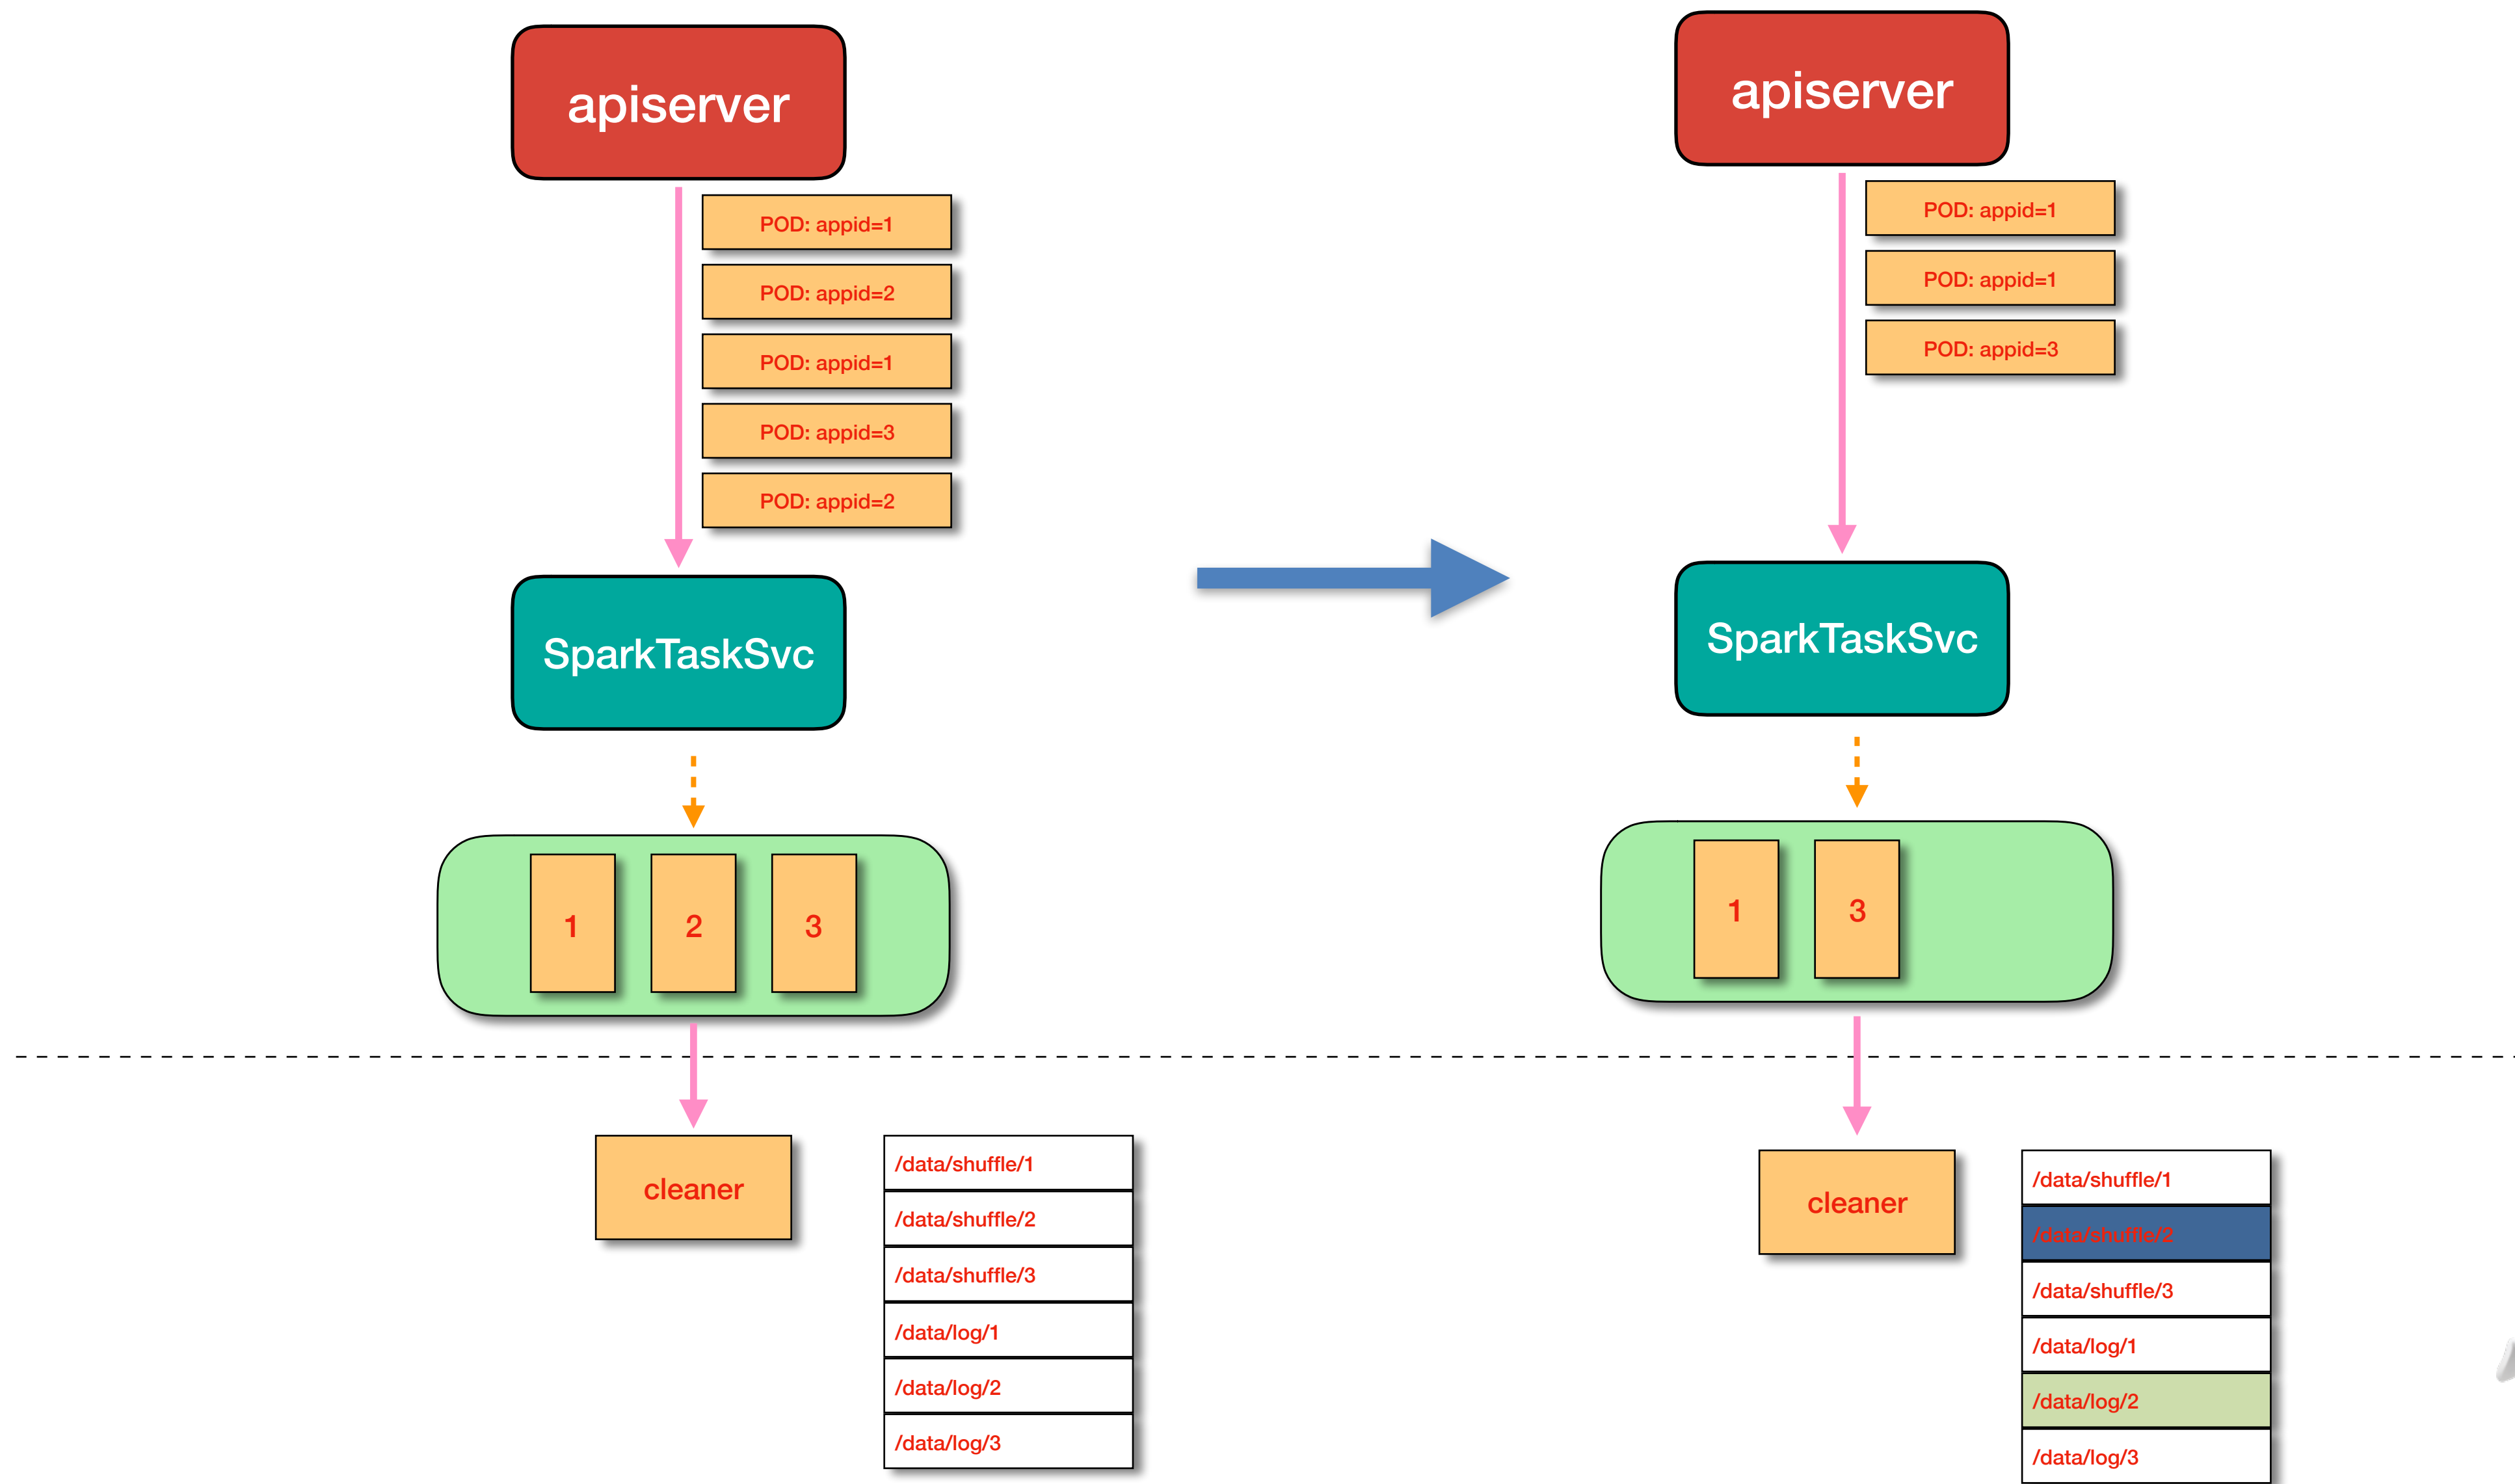 apiserver
POD: appid=1
POD: appid=2
POD: appid=1
POD: appid=3
POD: appid=2
SparkTaskSvc
1
2
3
cleaner
/data/shuffle/1
/data/shuffle/2
/data/shuffle/3
/data/log/1
/data/log/2
/data/log/3
apiserver
POD: appid=1
POD: appid=1
POD: appid=3
SparkTaskSvc
1
3
cleaner
/data/shuffle/1
/data/shuffle/2
/data/shuffle/3
/data/log/1
/data/log/2
/data/log/3